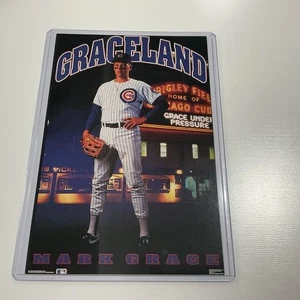 GRACELAND
RIGLEY FIEL
HOME OF
CAGO CUB
GRACE UNDER
PRESSURE
MARK GRACE